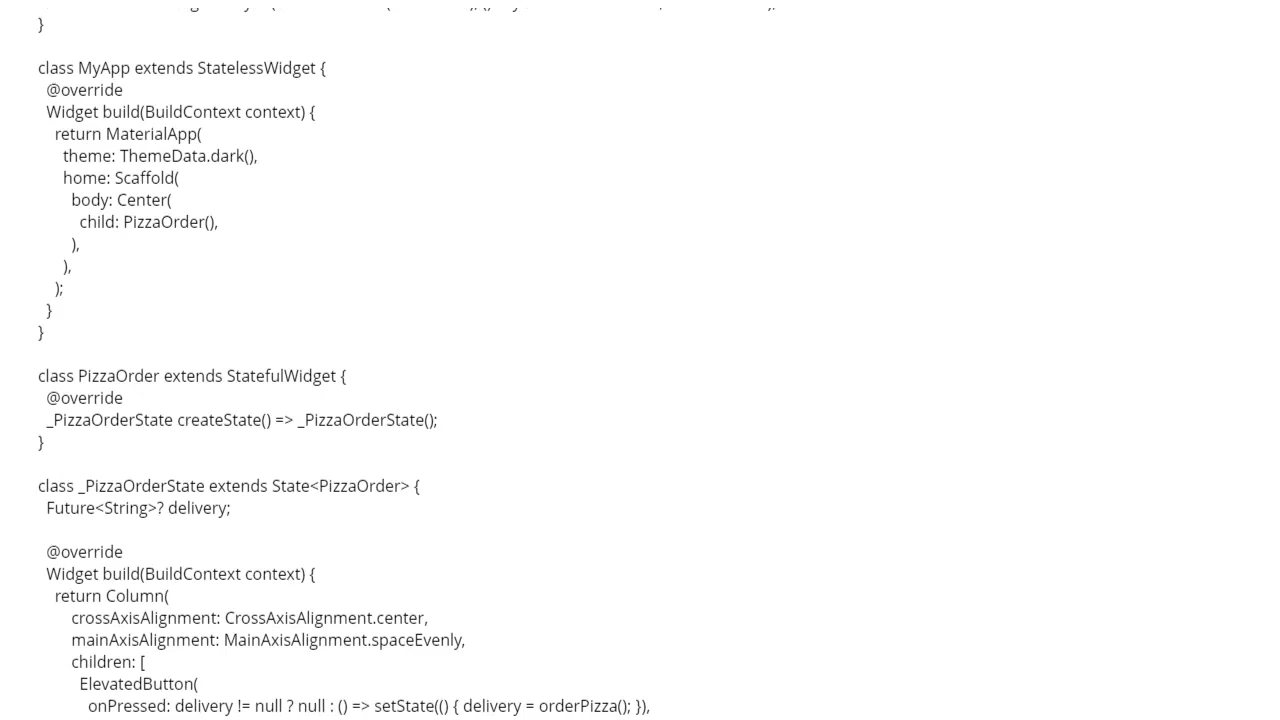 }
class MyApp extends StatelessWidget {
@override
Widget build(BuildContext context) {
return MaterialApp(
theme: ThemeData.dark(),
home: Scaffold(
body: Center(
child: PizzaOrder(),
),
),
);
}
}
class PizzaOrder extends StatefulWidget {
@override
_PizzaOrderState createState() => _PizzaOrderState();
}
class _PizzaOrderState extends State<PizzaOrder> {
Future<String>? delivery;
@override
Widget build(BuildContext context) {
return Column(
crossAxisAlignment: CrossAxisAlignment.center,
mainAxisAlignment: MainAxisAlignment.spaceEvenly,
children: [
ElevatedButton(
onPressed: delivery != null ? null : () => setState(() { delivery = orderPizza(); }),